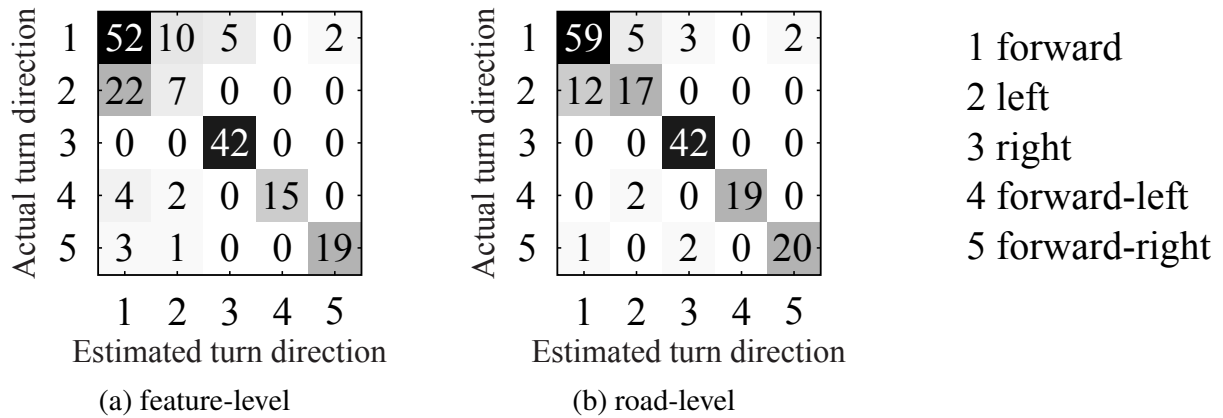 Actual turn direction
1 52 10 5 0 2
2 22 7 0 0 0
3 0 0 42 0 0
4 4 2 0 15 0
5 3 1 0 0 19
1 2 3 4 5
Estimated turn direction
(a) feature-level
Actual turn direction
1 59 5 3 0 2
2 12 17 0 0 0
3 0 0 42 0 0
4 0 2 0 19 0
5 1 0 2 0 20
1 2 3 4 5
Estimated turn direction
(b) road-level
1 forward
2 left
3 right
4 forward-left
5 forward-right